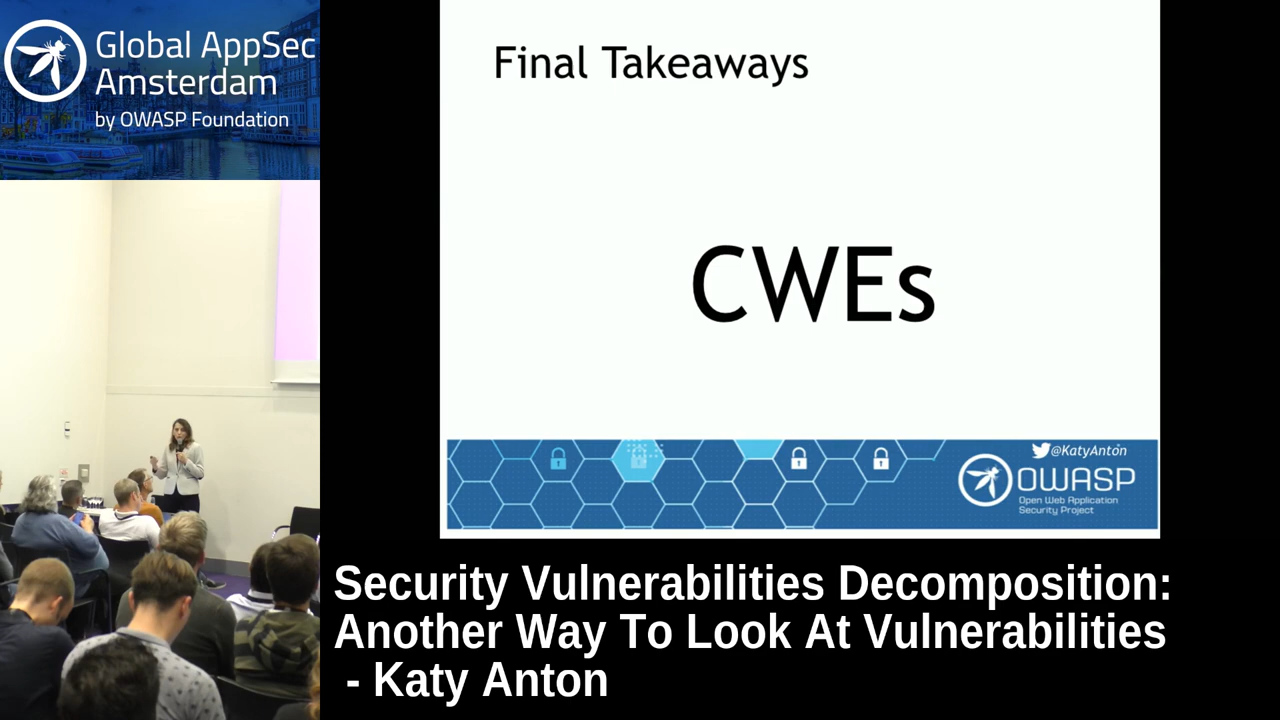 Global AppSec
Amsterdam
by OWASP Foundation
Final Takeaways
CWEs
@KatyAnton
OWASP
Open Web Application
Security Project
Security Vulnerabilities Decomposition:
Another Way To Look At Vulnerabilities
- Katy Anton